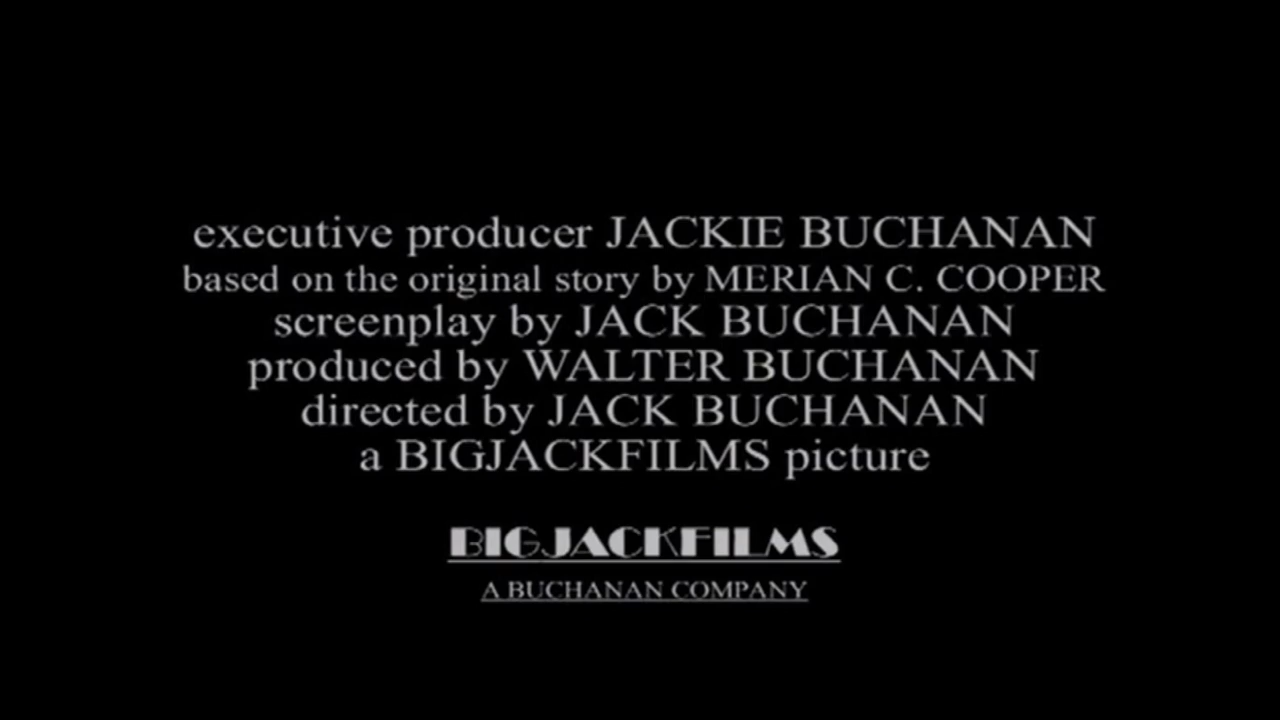 executive producer JACKIE BUCHANAN
based on the original story by MERIAN C. COOPER
screenplay by JACK BUCHANAN
produced by WALTER BUCHANAN
directed by JACK BUCHANAN
a BIGJACKFILMS picture
BIGJACKFILMS
A BUCHANAN COMPANY